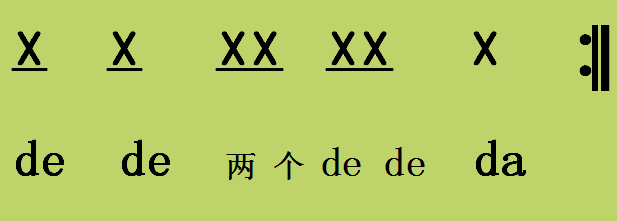 X X XX XX X :‖
de de 两 个 de de da